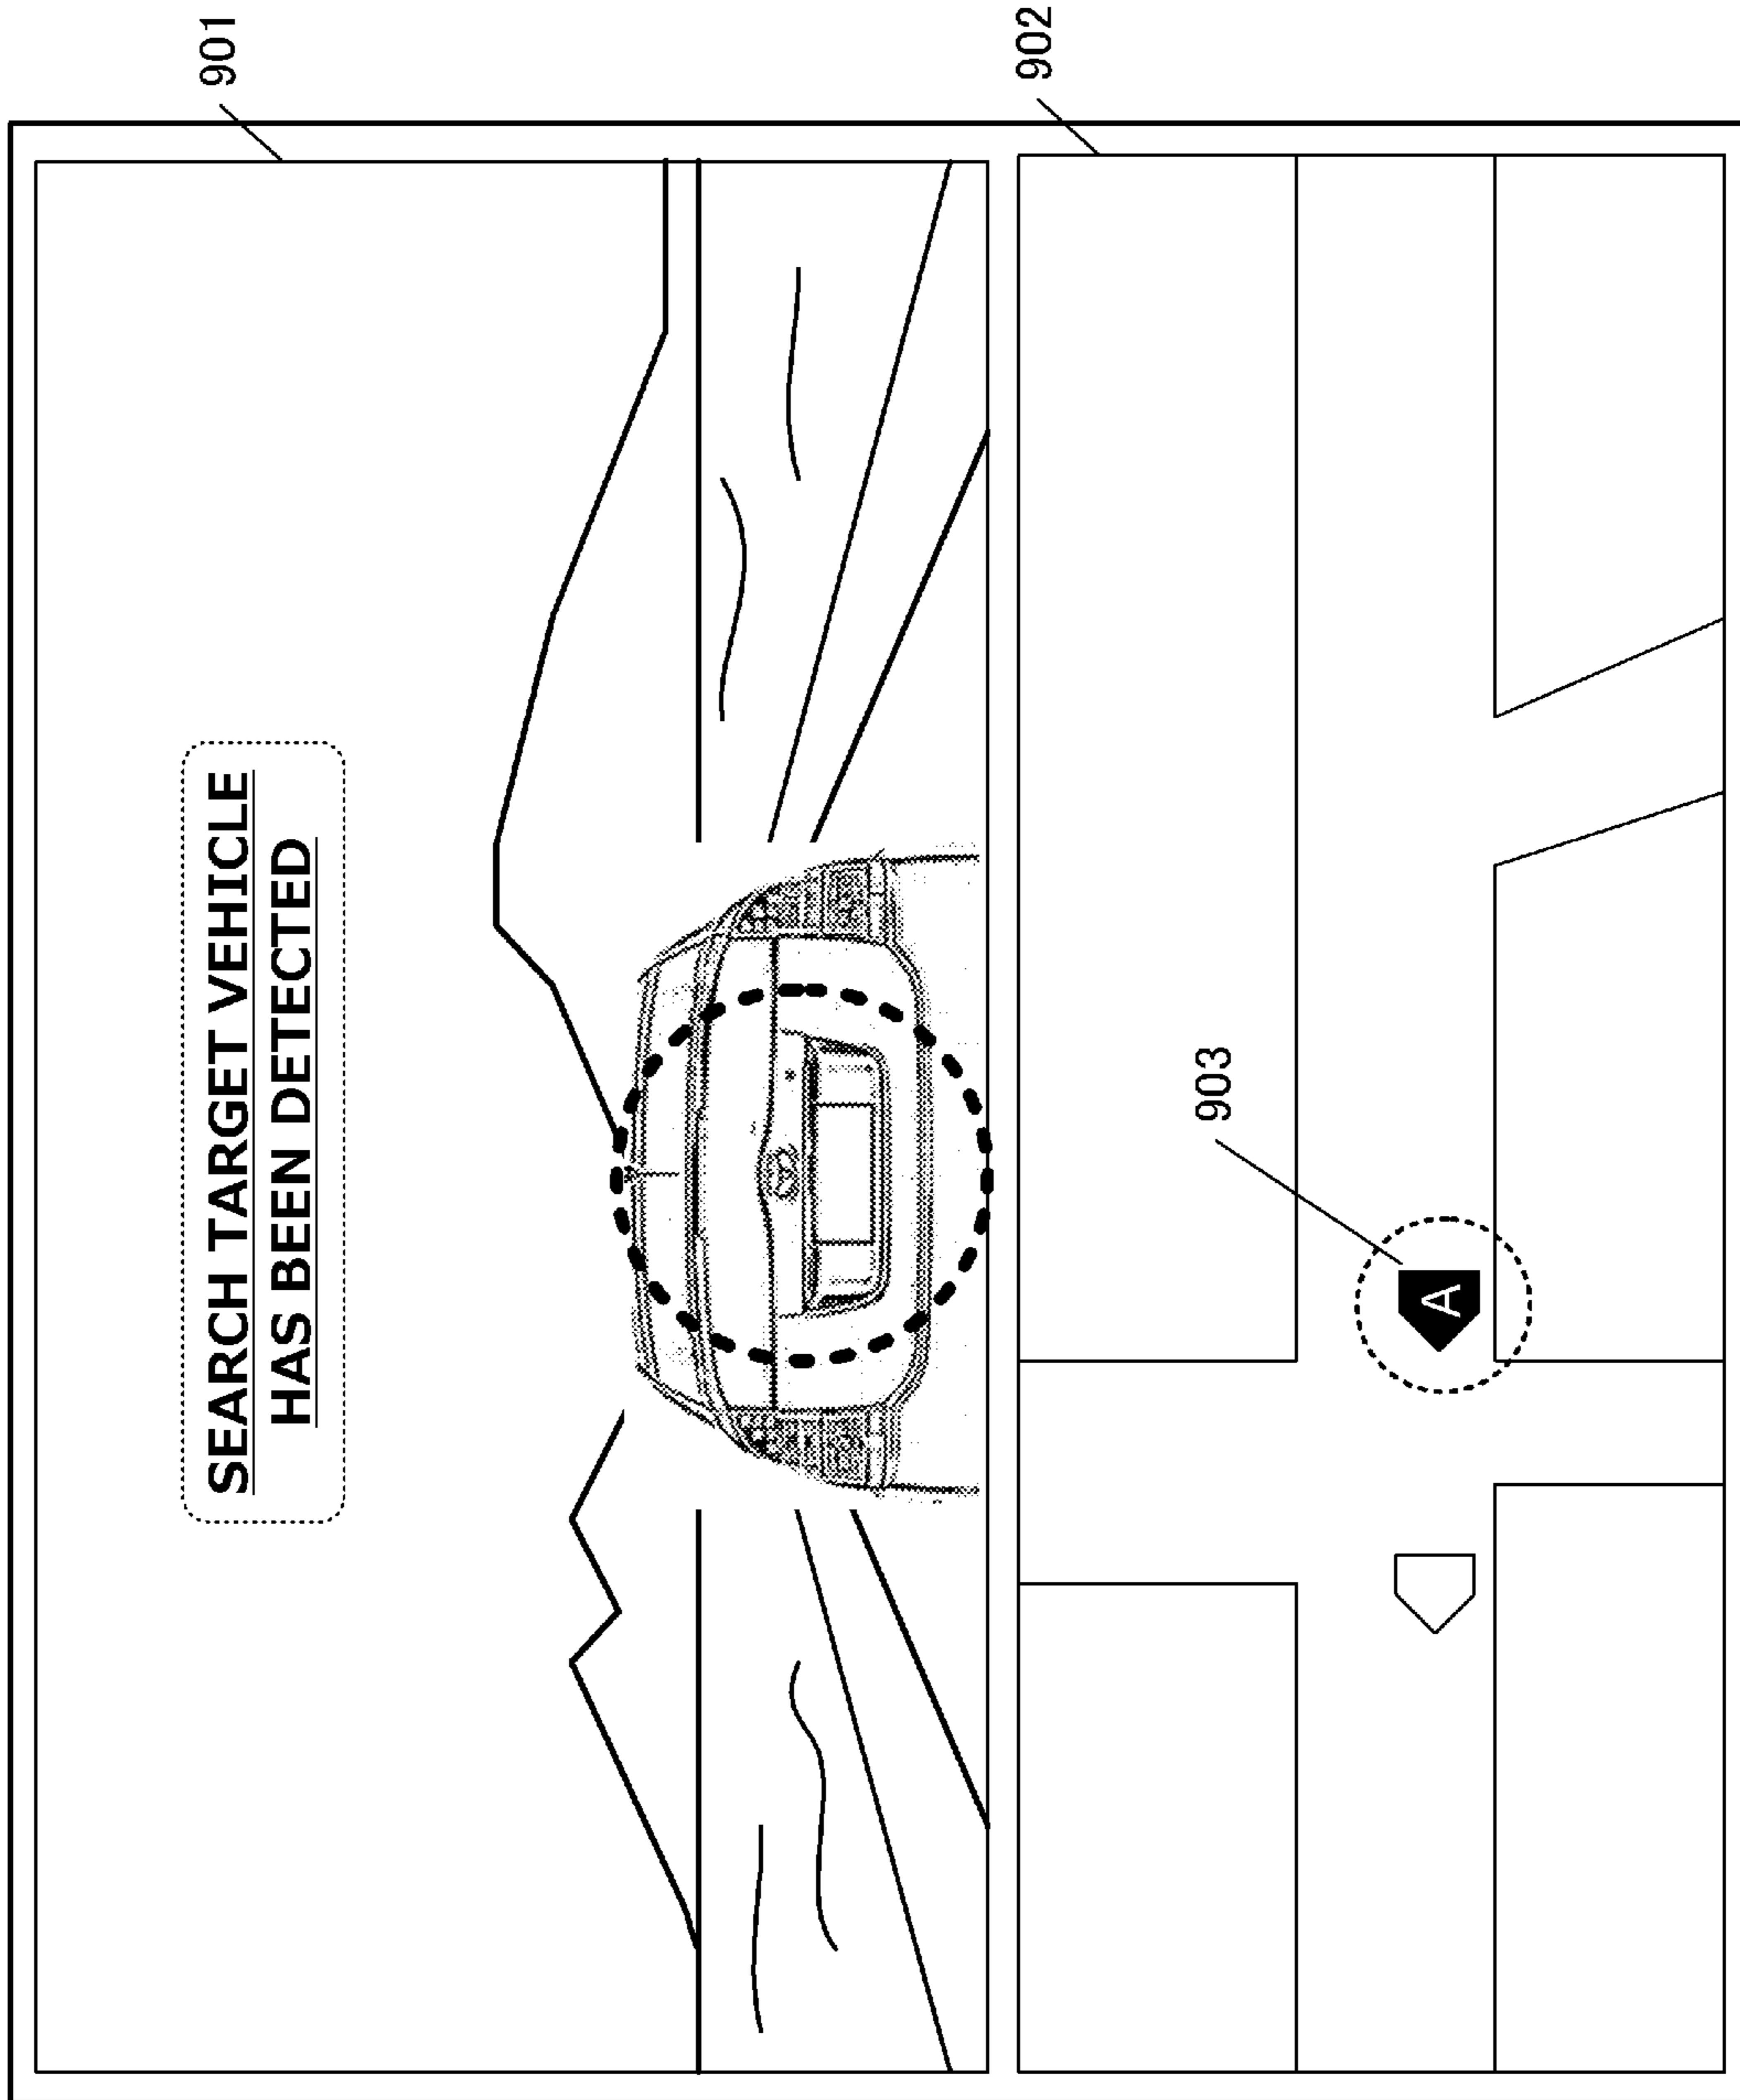 901
SEARCH TARGET VEHICLE
HAS BEEN DETECTED
902
903
A